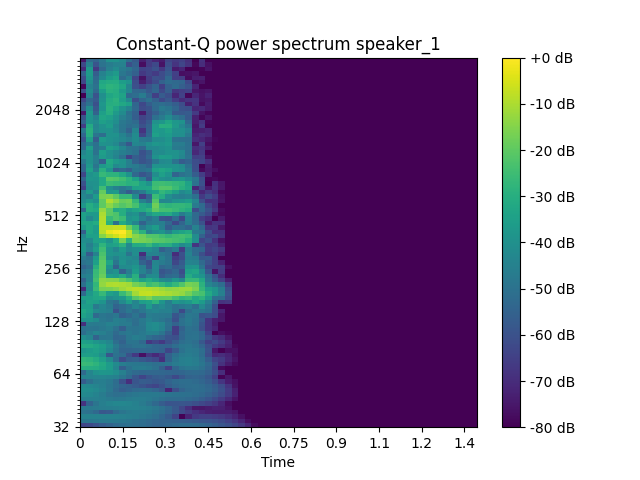 Constant-Q power spectrum speaker_1
Hz
2048
1024
512
256
128
64
32
0 0.15 0.3 0.45 0.6 0.75 0.9 1.1 1.2 1.4
Time
+0 dB
-10 dB
-20 dB
-30 dB
-40 dB
-50 dB
-60 dB
-70 dB
-80 dB